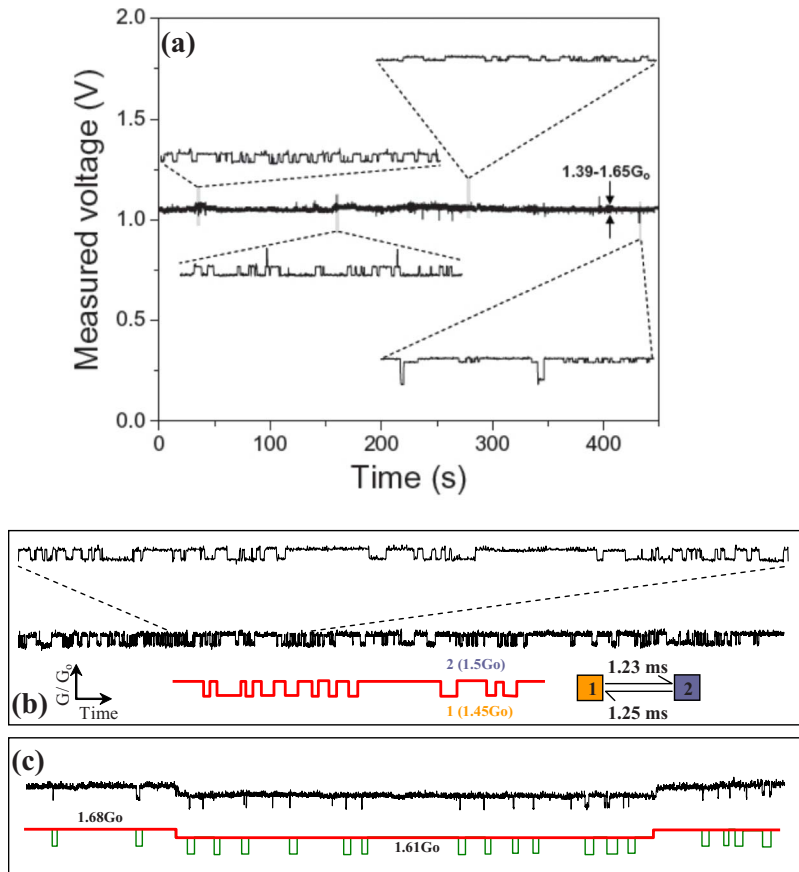 (a)
2.0
1.5
1.0
0.5
0.0
Measured voltage (V)
1.39-1.65Go
0 100 200 300 400
Time (s)
(b)
G/Go
Time
2 (1.5Go)
1 (1.45Go)
1.23 ms
1 2
1.25 ms
(c)
1.68Go
1.61Go